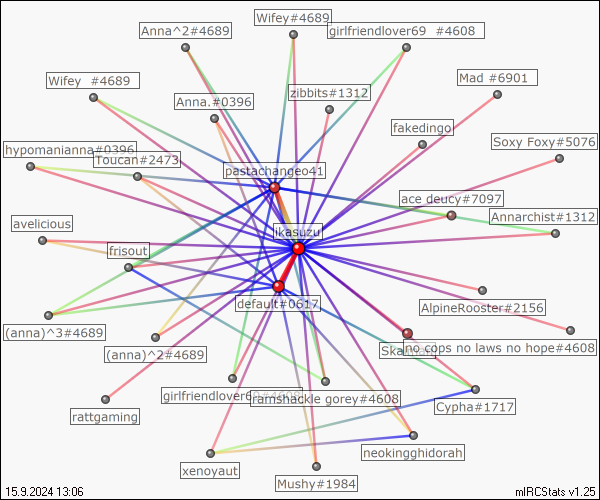 Wifey#4689
Anna^2#4689
girlfriendlover69 #4608
Wifey #4689
Mad #6901
zibbits#1312
Anna.#0396
fakedingo
Soxy Foxy#5076
hypomanianna#0396
Toucan#2473
pastachangeo41
ace deucy#7097
Annarchist#1312
avelicious
ikasuzu
frisout
default#0617
AlpineRooster#2156
(anna)^3#4689
(anna)^2#4689
no cops no laws no hope#4608
girlfriendlover69#4608
ramshackle gorey#4608
Cypha#1717
rattgaming
neokingghidorah
xenoyaut
Mushy#1984
15.9.2024 13:06
mIRCStats v1.25